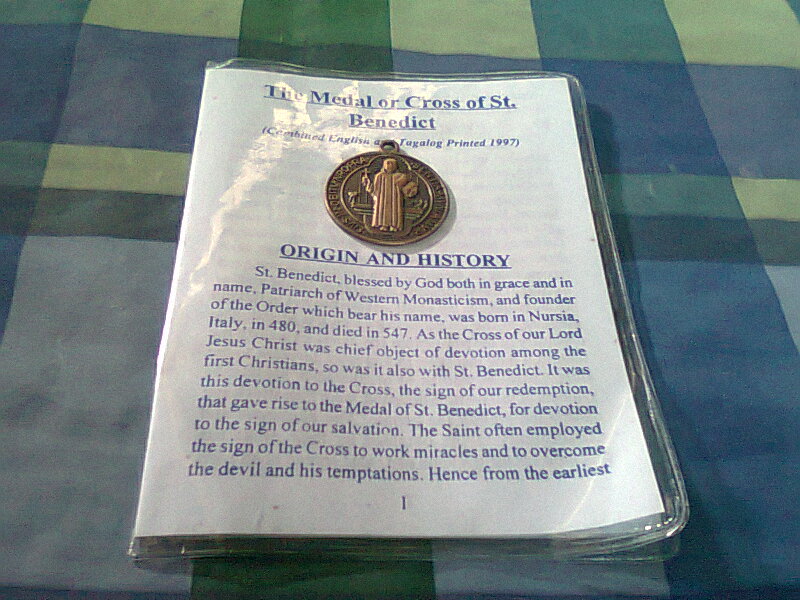 The Medal or Cross of St.
Benedict
(Combined English and Tagalog Printed 1997)
ORIGIN AND HISTORY
St. Benedict, blessed by God both in grace and in
name, Patriarch of Western Monasticism, and founder
of the Order which bear his name, was born in Nursia,
Italy, in 480, and died in 547. As the Cross of our Lord
Jesus Christ was chief object of devotion among the
first Christians, so was it also with St. Benedict. It was
this devotion to the Cross, the sign of our redemption,
that gave rise to the Medal of St. Benedict, for devotion
to the sign of our salvation. The Saint often employed
the sign of the Cross to work miracles and to overcome
the devil and his temptations. Hence from the earliest
1